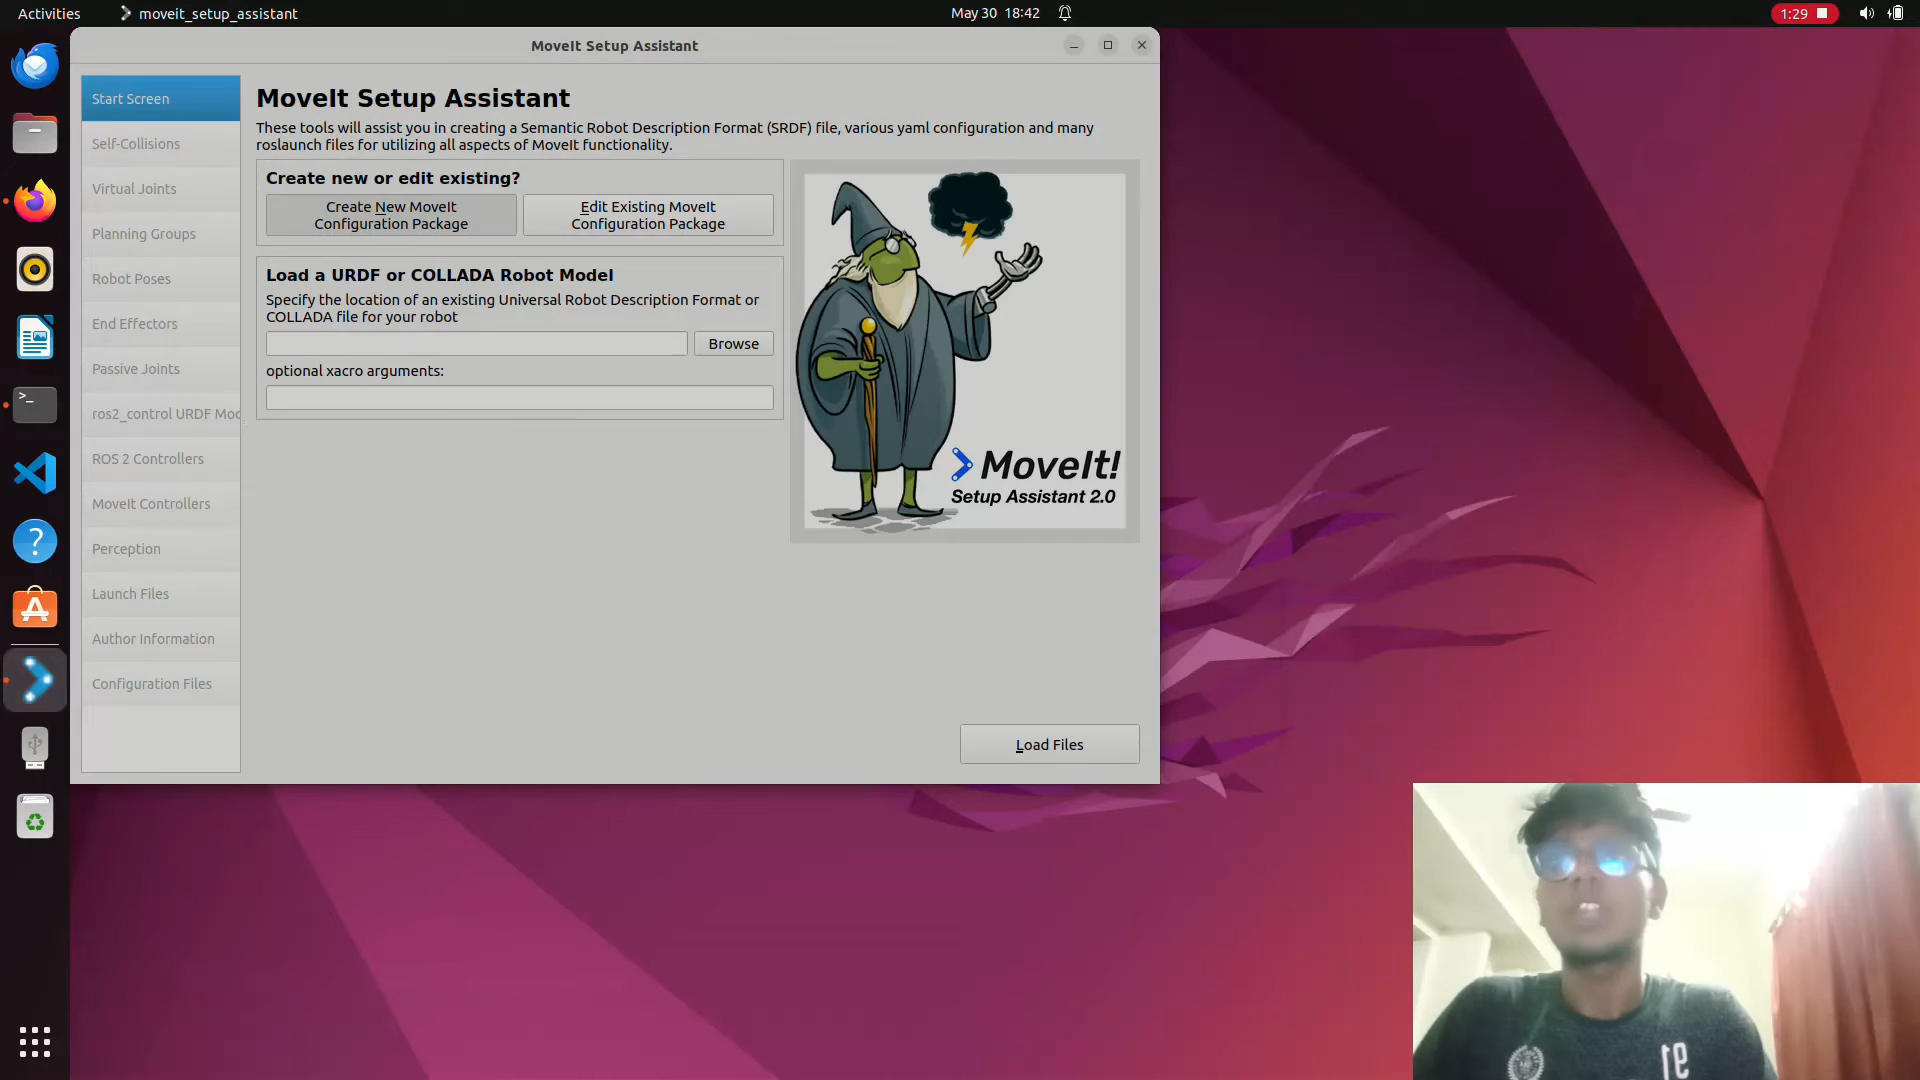 Activities
moveit_setup_assistant
May 30 18:42
1:29
MoveIt Setup Assistant
Start Screen
Self-Collisions
Virtual Joints
Planning Groups
Robot Poses
End Effectors
Passive Joints
ros2_control URDF Mo
ROS 2 Controllers
MoveIt Controllers
Perception
Launch Files
Author Information
Configuration Files
MoveIt Setup Assistant
These tools will assist you in creating a Semantic Robot Description Format (SRDF) file, various yaml configuration and many
roslaunch files for utilizing all aspects of MoveIt functionality.
Create new or edit existing?
Create New MoveIt
Configuration Package
Edit Existing MoveIt
Configuration Package
Load a URDF or COLLADA Robot Model
Specify the location of an existing Universal Robot Description Format or
COLLADA file for your robot
Browse
optional xacro arguments:
MoveIt!
Setup Assistant 2.0
Load Files
91